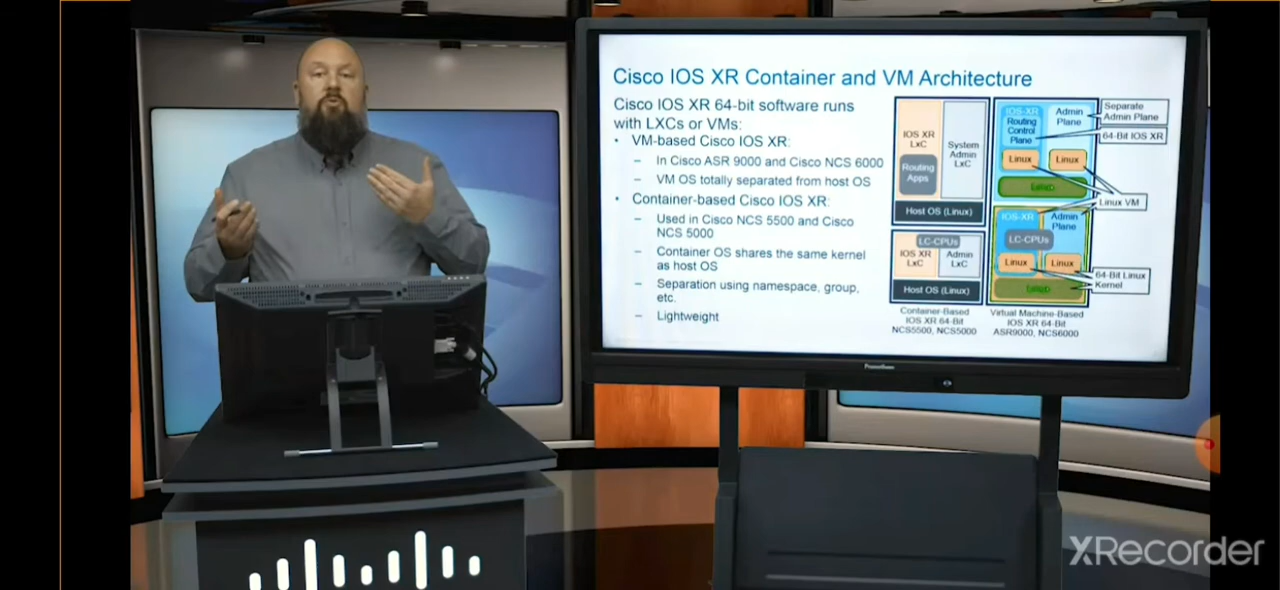 Cisco IOS XR Container and VM Architecture
Cisco IOS XR 64-bit software runs
with LXCs or VMs:
• VM-based Cisco IOS XR:
– In Cisco ASR 9000 and Cisco NCS 6000
– VM OS totally separated from host OS
• Container-based Cisco IOS XR:
– Used in Cisco NCS 5500 and Cisco
NCS 5000
– Container OS shares the same kernel
as host OS
– Separation using namespace, group,
etc.
– Lightweight
IOS XR
LxC
Routing
Apps
System
Admin
LxC
Host OS (Linux)
LC-CPUs
IOS XR
LxC
Admin
LxC
Host OS (Linux)
Container-Based
IOS XR 64-Bit
NCS5500, NCS5000
IOS-XR
Routing
Control
Plane
Admin
Plane
Linux
Linux
IOS-XR
Admin
Plane
LC-CPUs
Linux
Linux
Virtual Machine-Based
IOS XR 64-Bit
ASR9000, NCS6000
Separate
Admin Plane
64-Bit IOS XR
Linux VM
64-Bit Linux
Kernel
Promethean
XRecorder